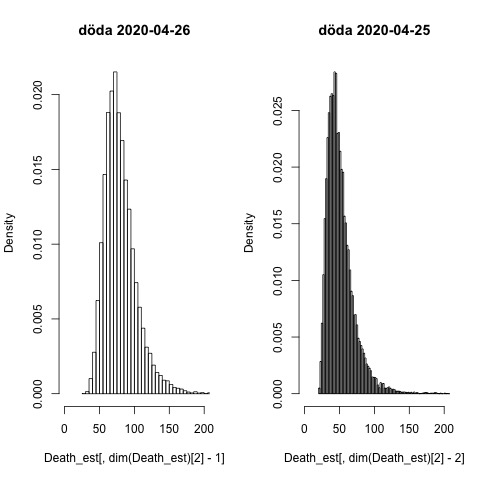 döda 2020-04-26
Density
0.000 0.005 0.010 0.015 0.020
0 50 100 150 200
Death_est[, dim(Death_est)[2] - 1]
döda 2020-04-25
Density
0.000 0.005 0.010 0.015 0.020 0.025
0 50 100 150 200
Death_est[, dim(Death_est)[2] - 2]